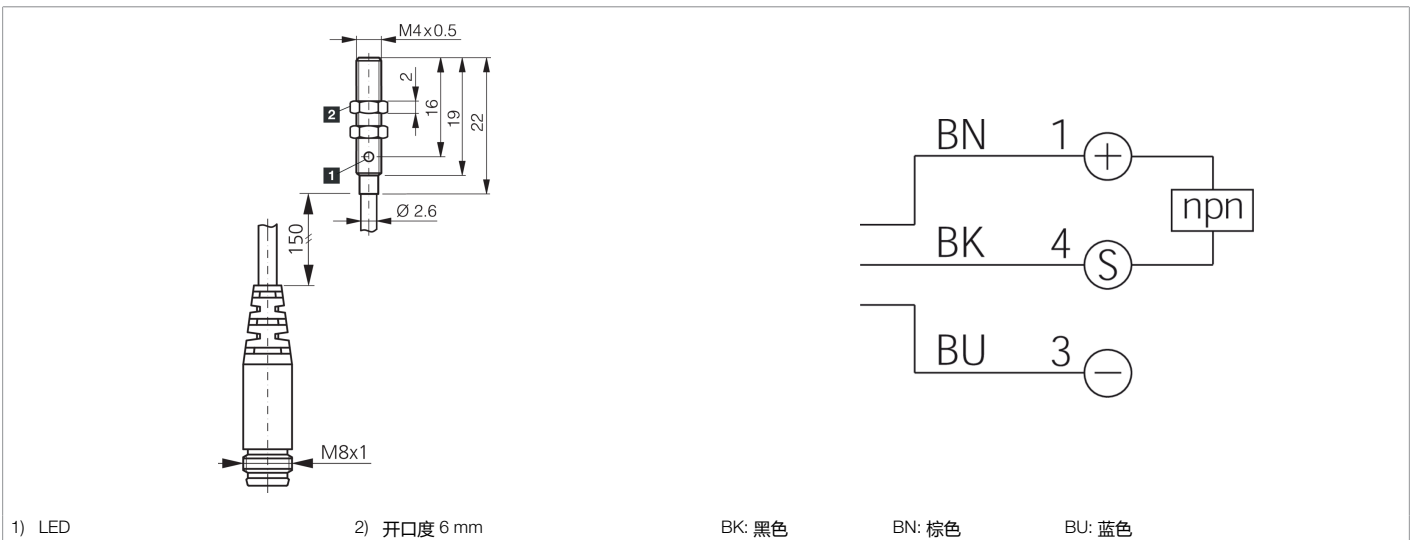 M4x0.5
2
16
19
22
2
1
Ø 2.6
150
M8x1
BN 1 +
npn
BK 4 S
BU 3 −
1) LED
2) 开口度 6 mm
BK: 黑色
BN: 棕色
BU: 蓝色